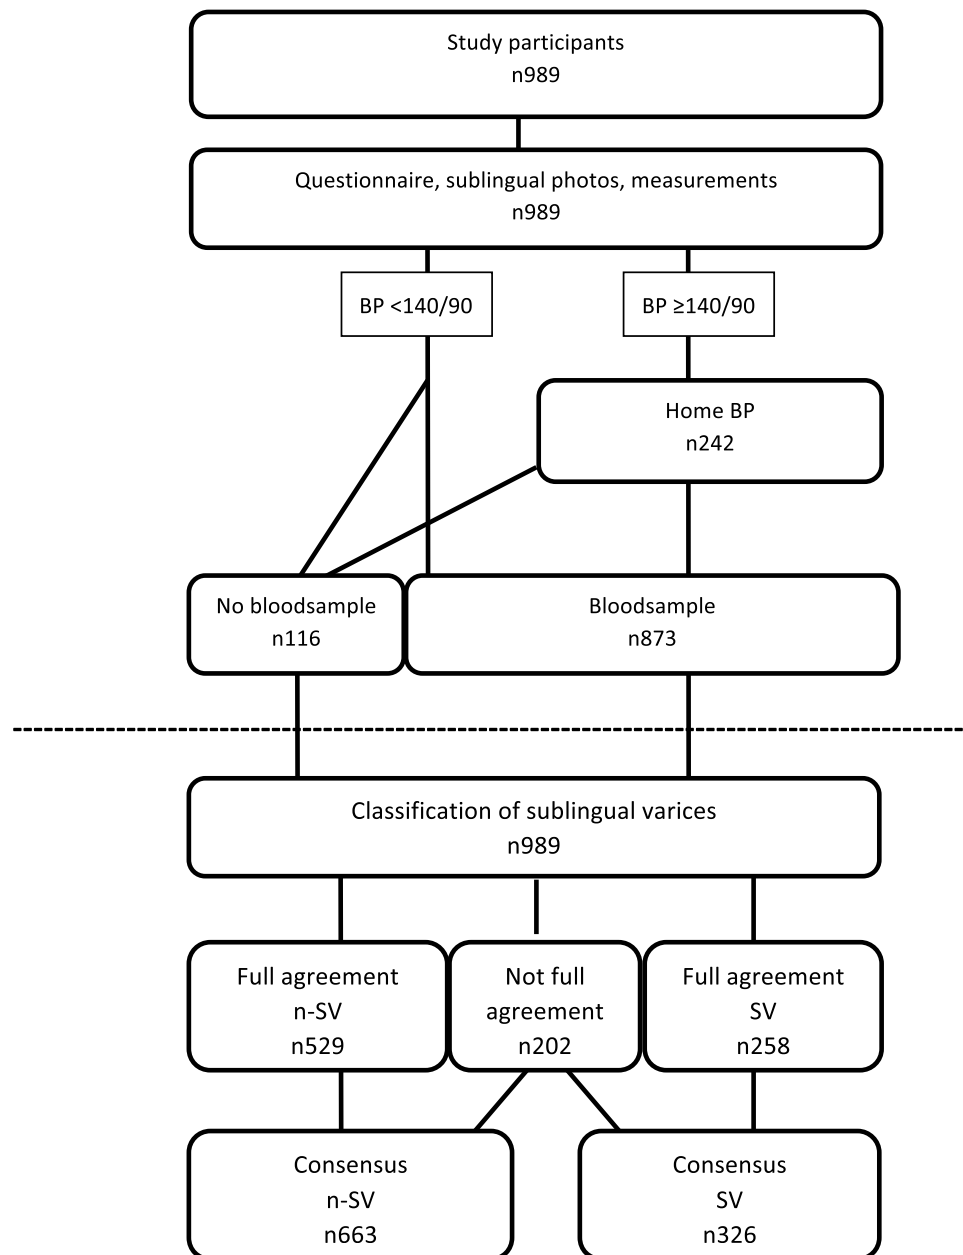 Study participants
n989
Questionnaire, sublingual photos, measurements
n989
BP <140/90
BP ≥140/90
Home BP
n242
No bloodsample
n116
Bloodsample
n873
Classification of sublingual varices
n989
Full agreement
n-SV
n529
Not full
agreement
n202
Full agreement
SV
n258
Consensus
n-SV
n663
Consensus
SV
n326